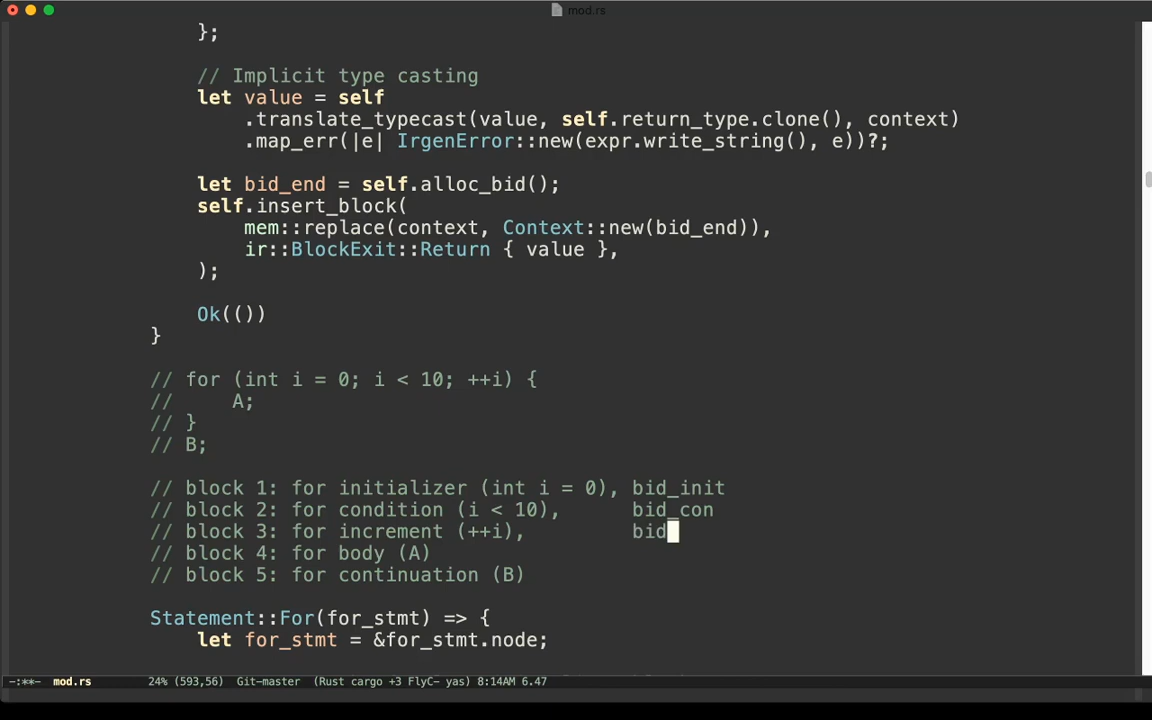 mod.rs
};
// Implicit type casting
let value = self
.translate_typecast(value, self.return_type.clone(), context)
.map_err(|e| IrgenError::new(expr.write_string(), e))?;
let bid_end = self.alloc_bid();
self.insert_block(
mem::replace(context, Context::new(bid_end)),
ir::BlockExit::Return { value },
);
Ok(())
}
// for (int i = 0; i < 10; ++i) {
//     A;
// }
// B;
// block 1: for initializer (int i = 0), bid_init
// block 2: for condition (i < 10),      bid_con
// block 3: for increment (++i),         bid
// block 4: for body (A)
// block 5: for continuation (B)
Statement::For(for_stmt) => {
let for_stmt = &for_stmt.node;
-:**-  mod.rs       24% (593,56)   Git-master  (Rust cargo +3 FlyC- yas) 8:14AM 6.47